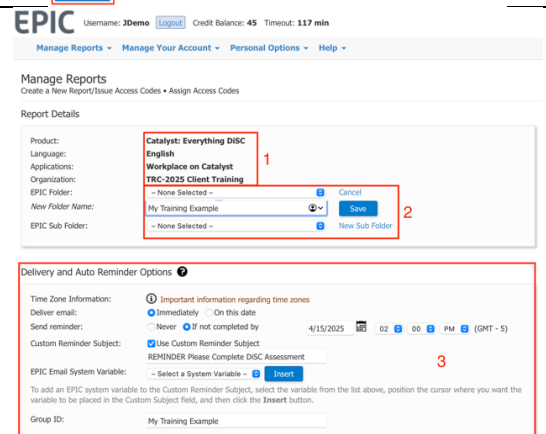 EPIC Username: JDemo Logout Credit Balance: 45 Timeout: 117 min
Manage Reports Manage Your Account Personal Options Help
Manage Reports
Create a New Report/Issue Access Codes • Assign Access Codes
Report Details
Product: Catalyst: Everything DiSC
Language: English
1
Applications: Workplace on Catalyst
Organization: TRC-2025 Client Training
EPIC Folder: – None Selected – Cancel
New Folder Name: My Training Example Save
2
EPIC Sub Folder: – None Selected – New Sub Folder
Delivery and Auto Reminder Options ?
Time Zone Information: Important information regarding time zones
Deliver email: Immediately On this date
Send reminder: Never If not completed by 4/15/2025 02 00 PM (GMT - 5)
Custom Reminder Subject: Use Custom Reminder Subject
REMINDER Please Complete DiSC Assessment
3
EPIC Email System Variable: – Select a System Variable – Insert
To add an EPIC system variable to the Custom Reminder Subject, select the variable from the list above, position the cursor where you want the
variable to be placed in the Custom Subject field, and then click the Insert button.
Group ID: My Training Example